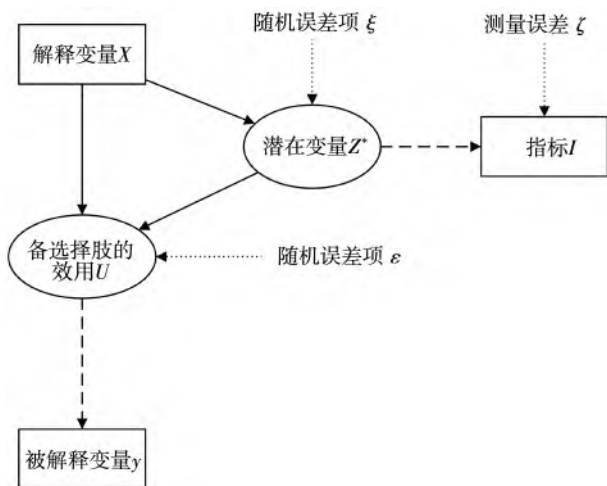 随机误差项 ξ
测量误差 ζ
解释变量X
潜在变量Z*
指标I
备选择肢的
效用U
随机误差项 ε
被解释变量y